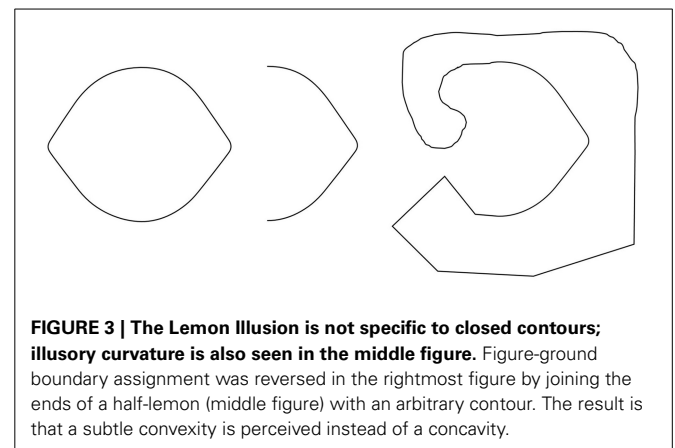 FIGURE 3 | The Lemon Illusion is not specific to closed contours;
illusory curvature is also seen in the middle figure. Figure-ground
boundary assignment was reversed in the rightmost figure by joining the
ends of a half-lemon (middle figure) with an arbitrary contour. The result is
that a subtle convexity is perceived instead of a concavity.